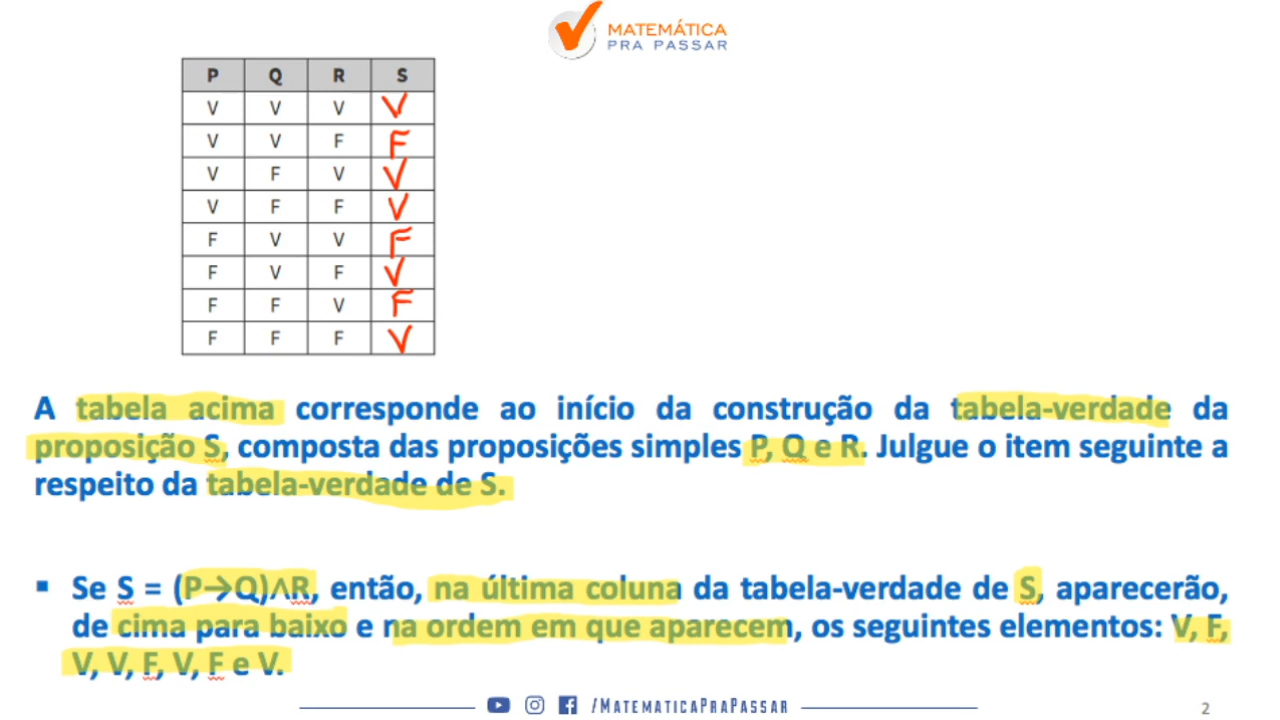 MATEMÁTICA
PRA PASSAR
P Q R S
V V V V
V V F F
V F V V
V F F V
F V V F
F V F V
F F V F
F F F V
A tabela acima corresponde ao início da construção da tabela-verdade da
proposição S, composta das proposições simples P, Q e R. Julgue o item seguinte a
respeito da tabela-verdade de S.
▪ Se S = (P→Q)∧R, então, na última coluna da tabela-verdade de S, aparecerão,
de cima para baixo e na ordem em que aparecem, os seguintes elementos: V, F,
V, V, F, V, F e V.
/MATEMATICAPRAPASSAR
2